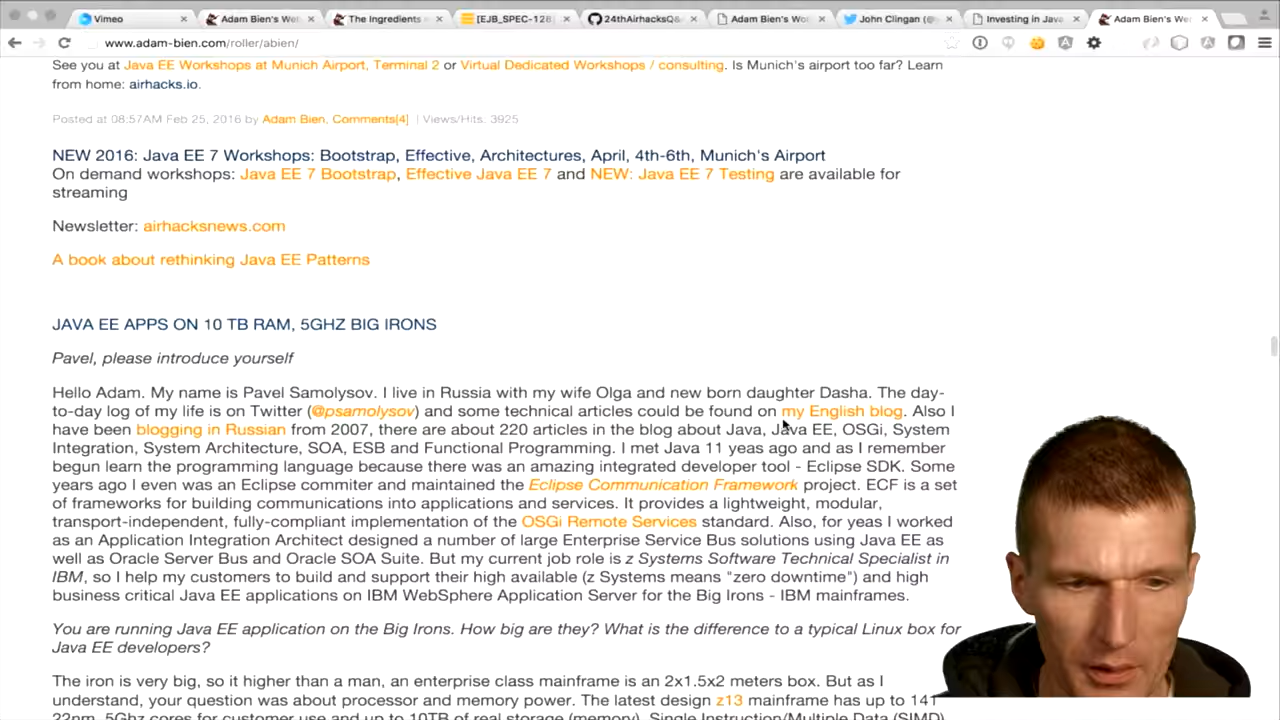 Vimeo
Adam Bien's We
The Ingredients
[EJB_SPEC-128
24thAirhacksQ&
Adam Bien's We
John Clingan (@
Investing in Java
Adam Bien's We
www.adam-bien.com/roller/abien/
See you at Java EE Workshops at Munich Airport, Terminal 2 or Virtual Dedicated Workshops / consulting. Is Munich's airport too far? Learn
from home: airhacks.io.
Posted at 08:57AM Feb 25, 2016 by Adam Bien, Comments[4] | Views/Hits: 3925
NEW 2016: Java EE 7 Workshops: Bootstrap, Effective, Architectures, April, 4th-6th, Munich's Airport
On demand workshops: Java EE 7 Bootstrap, Effective Java EE 7 and NEW: Java EE 7 Testing are available for
streaming
Newsletter: airhacksnews.com
A book about rethinking Java EE Patterns
JAVA EE APPS ON 10 TB RAM, 5GHZ BIG IRONS
Pavel, please introduce yourself
Hello Adam. My name is Pavel Samolysov. I live in Russia with my wife Olga and new born daughter Dasha. The day-
to-day log of my life is on Twitter (@psamolysov) and some technical articles could be found on my English blog. Also I
have been blogging in Russian from 2007, there are about 220 articles in the blog about Java, Java EE, OSGi, System
Integration, System Architecture, SOA, ESB and Functional Programming. I met Java 11 yeas ago and as I remember
begun learn the programming language because there was an amazing integrated developer tool - Eclipse SDK. Some
years ago I even was an Eclipse commiter and maintained the Eclipse Communication Framework project. ECF is a set
of frameworks for building communications into applications and services. It provides a lightweight, modular,
transport-independent, fully-compliant implementation of the OSGi Remote Services standard. Also, for yeas I worked
as an Application Integration Architect designed a number of large Enterprise Service Bus solutions using Java EE as
well as Oracle Server Bus and Oracle SOA Suite. But my current job role is z Systems Software Technical Specialist in
IBM, so I help my customers to build and support their high available (z Systems means "zero downtime") and high
business critical Java EE applications on IBM WebSphere Application Server for the Big Irons - IBM mainframes.
You are running Java EE application on the Big Irons. How big are they? What is the difference to a typical Linux box for
Java EE developers?
The iron is very big, so it higher than a man, an enterprise class mainframe is an 2x1.5x2 meters box. But as I
understand, your question was about processor and memory power. The latest design z13 mainframe has up to 141
22nm, 5Ghz cores for customer use and up to 10TB of real storage (memory). Single Instruction/Multiple Data (SIMD)